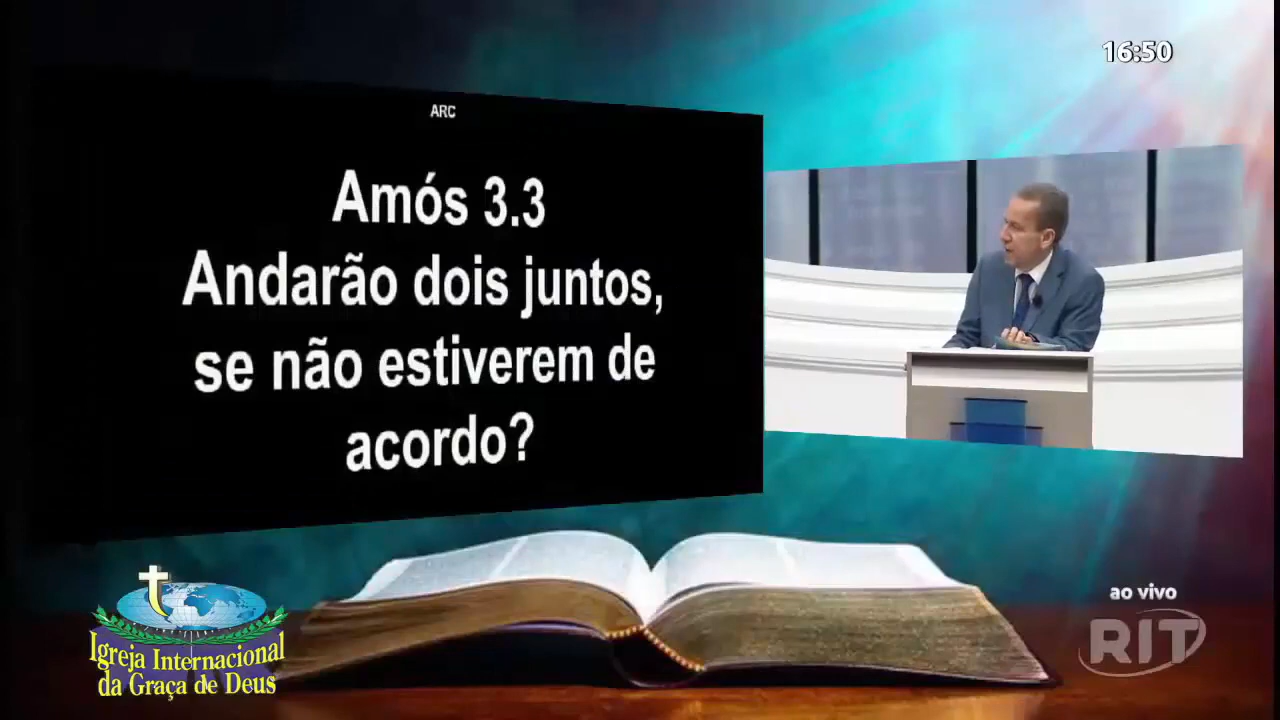 16:50
ARC
Amós 3.3
Andarão dois juntos,
se não estiverem de
acordo?
Igreja Internacional
da Graça de Deus
ao vivo
RIT